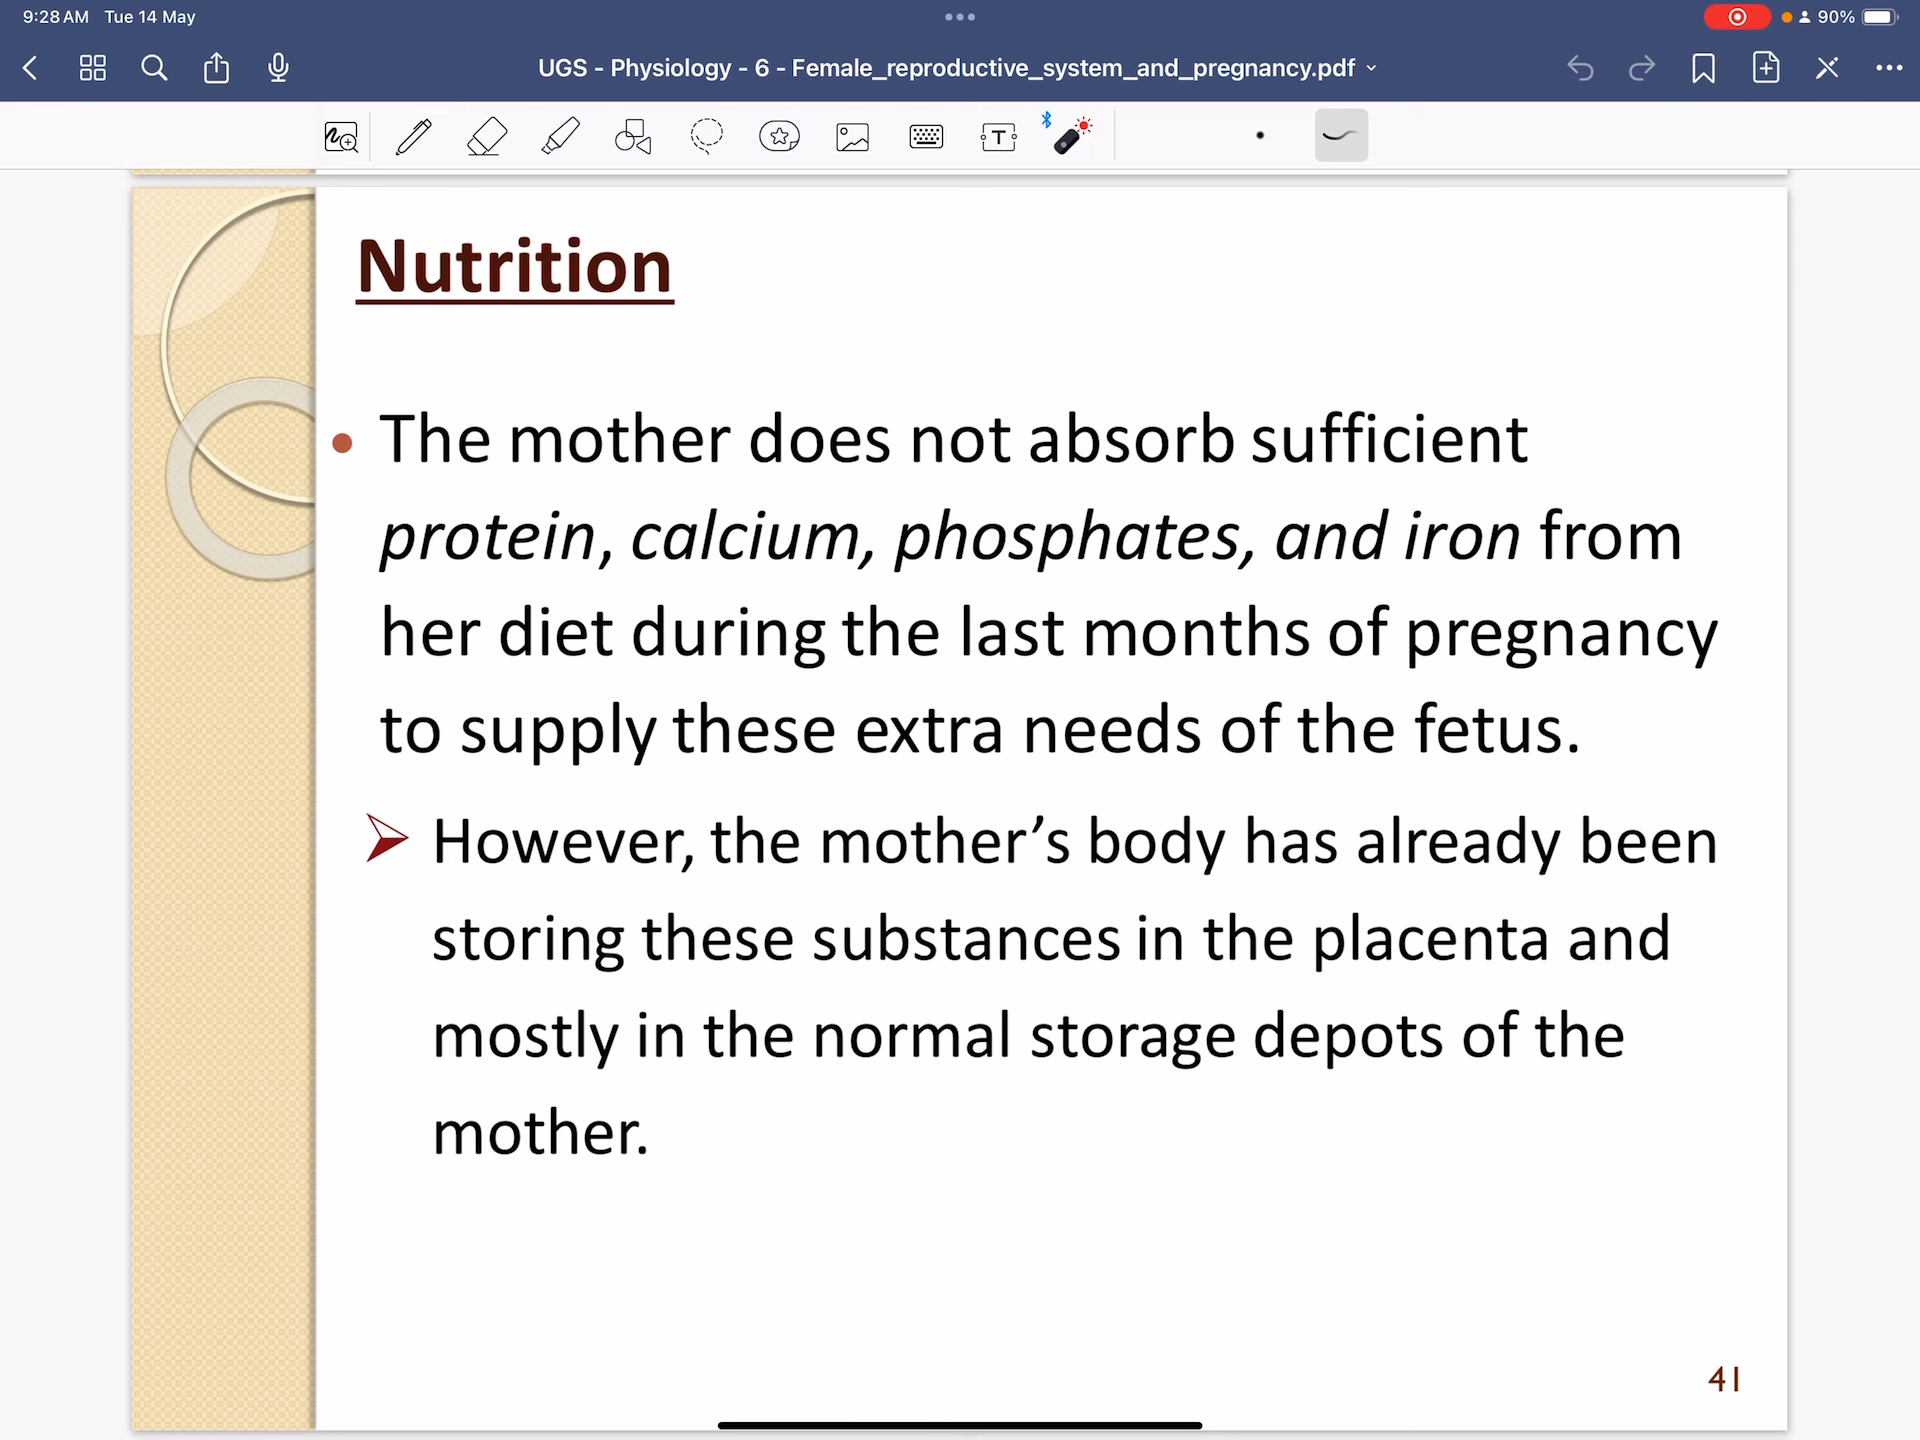 9:28 AM Tue 14 May
90%
UGS - Physiology - 6 - Female_reproductive_system_and_pregnancy.pdf
T
Nutrition
• The mother does not absorb sufficient
protein, calcium, phosphates, and iron from
her diet during the last months of pregnancy
to supply these extra needs of the fetus.
However, the mother’s body has already been
storing these substances in the placenta and
mostly in the normal storage depots of the
mother.
41